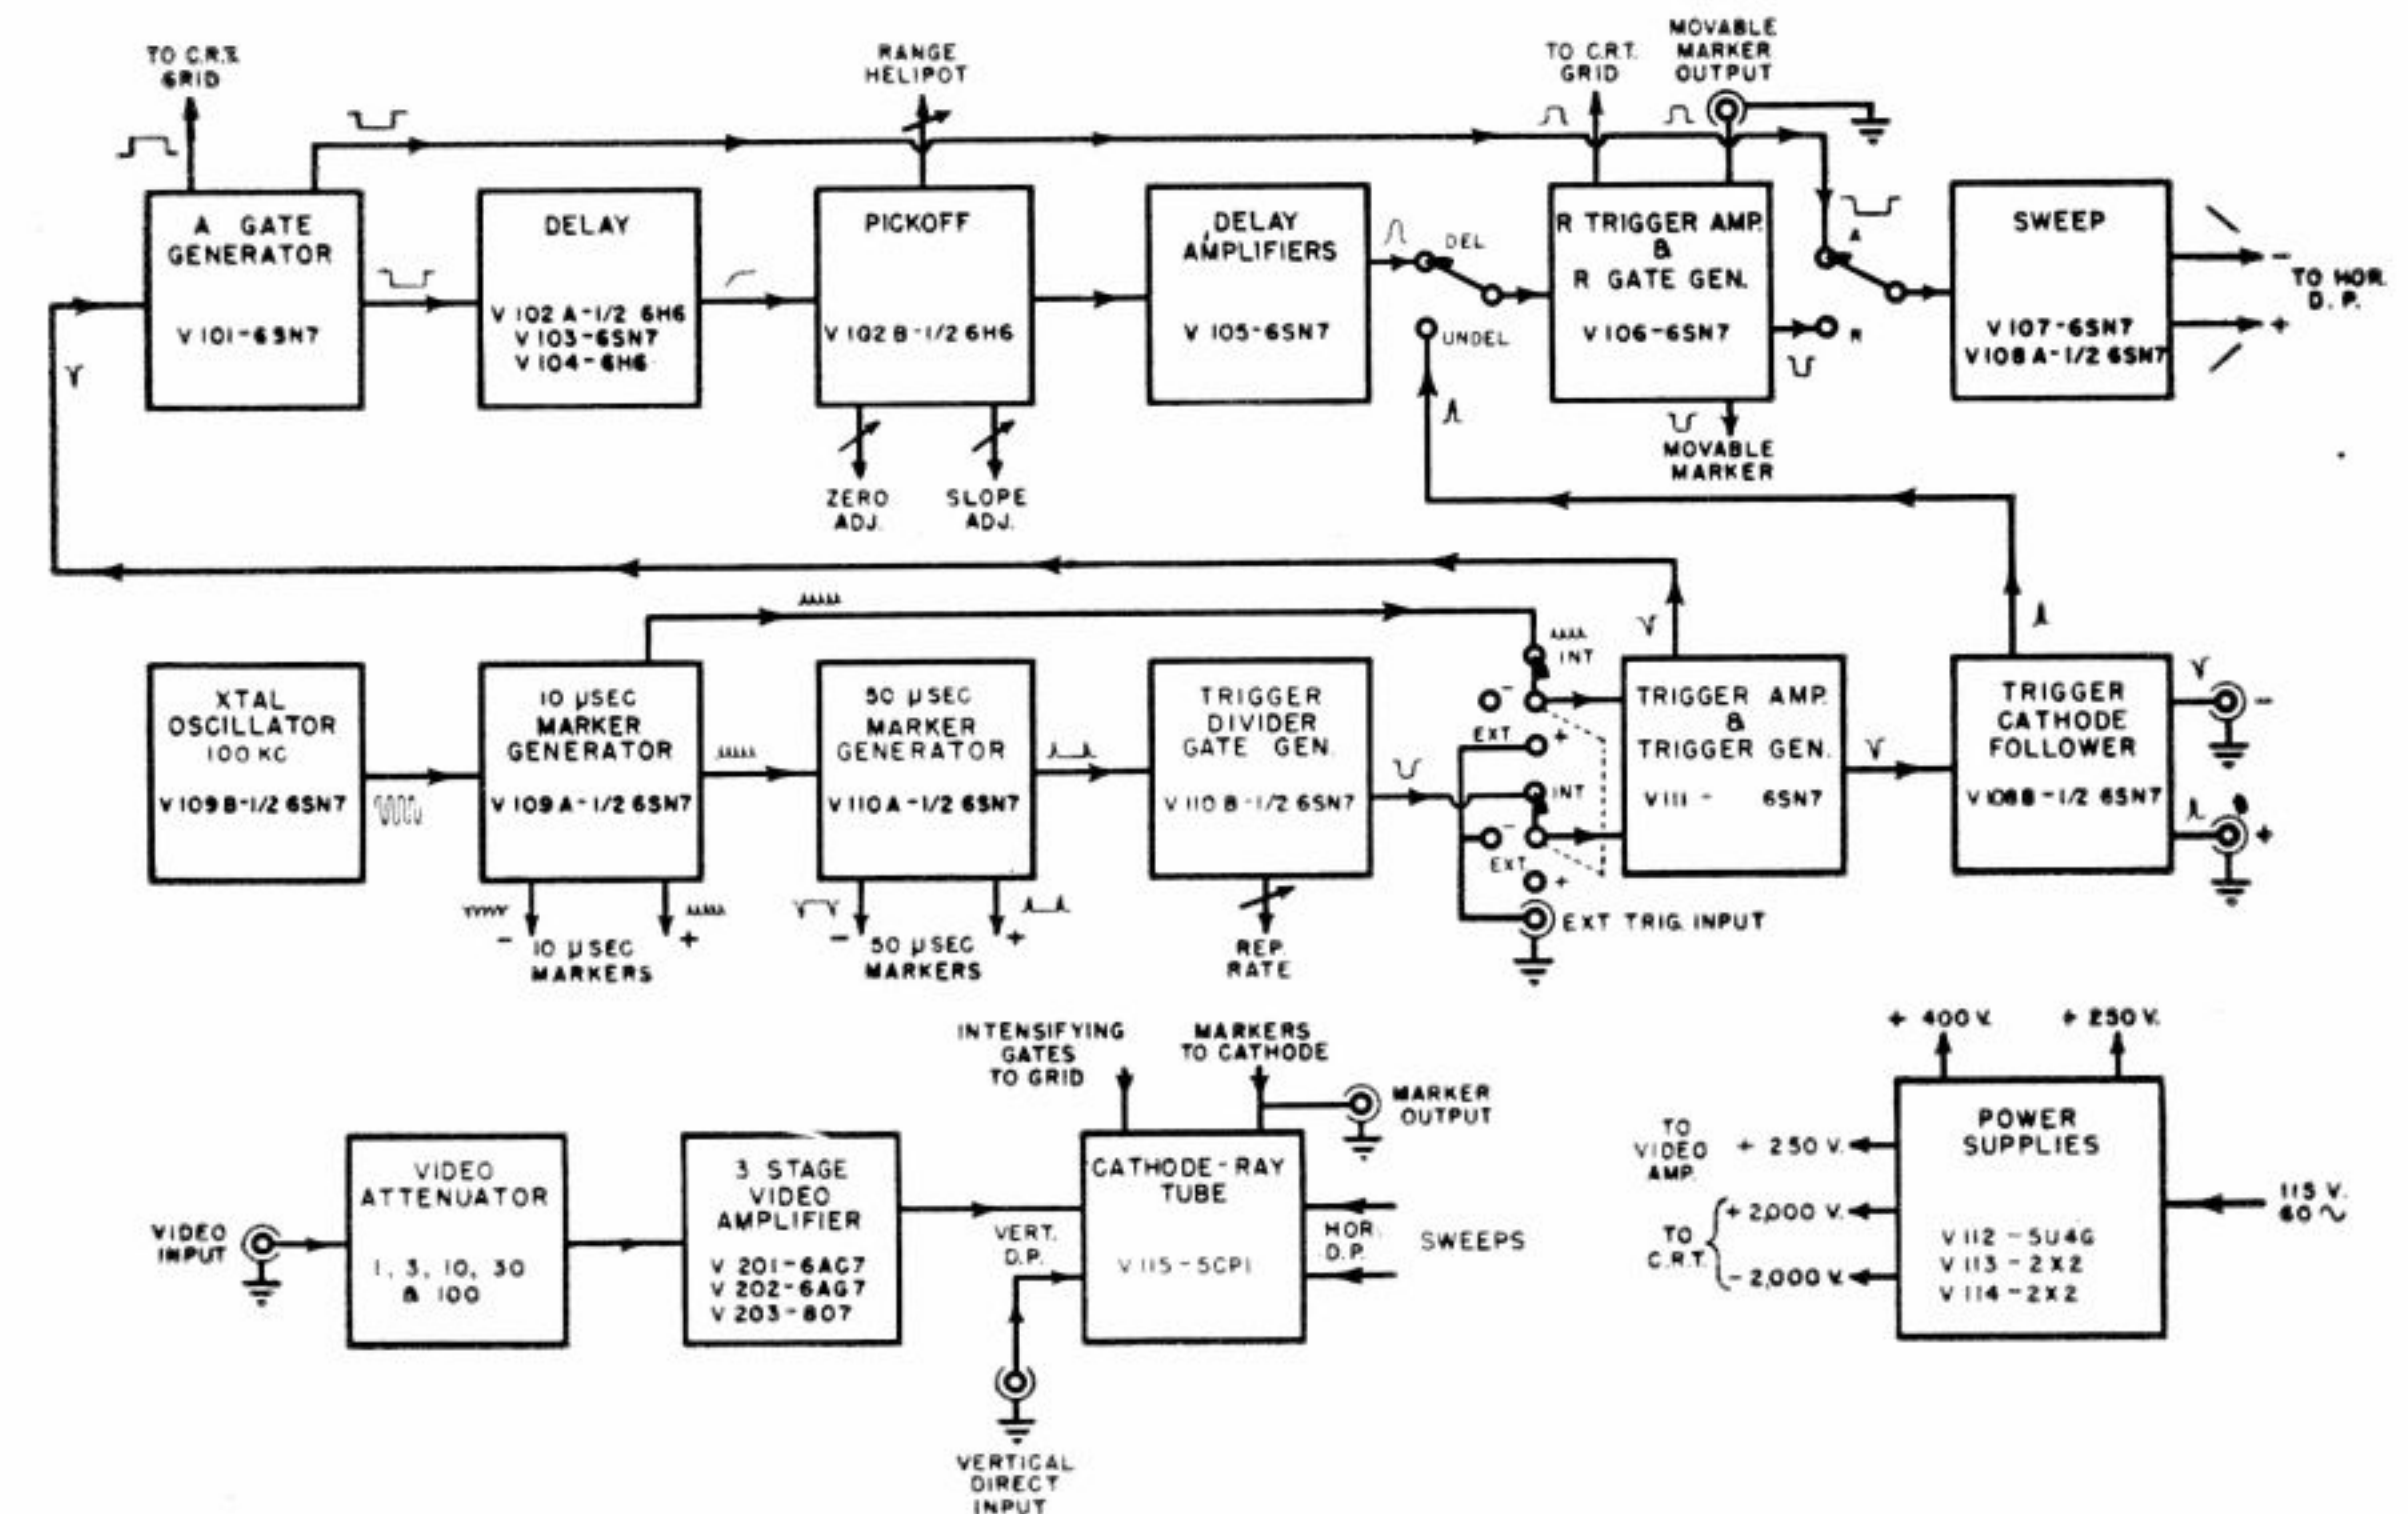 TO C.R.T.
GRID
RANGE
HELIPOT
TO C.R.T.
GRID
MOVABLE
MARKER
OUTPUT
A GATE
GENERATOR
V 101-6SN7
DELAY
V 102 A-1/2 6H6
V 103-6SN7
V 104-6H6
PICKOFF
V 102 B-1/2 6H6
DELAY
AMPLIFIERS
V 105-6SN7
DEL
UNDEL
R TRIGGER AMP.
&
R GATE GEN.
V 106-6SN7
A
R
SWEEP
V 107-6SN7
V 108 A-1/2 6SN7
-
+
TO HOR.
D. P.
ZERO
ADJ.
SLOPE
ADJ.
MOVABLE
MARKER
XTAL
OSCILLATOR
100 KC
V 109 B-1/2 6SN7
10 µSEC
MARKER
GENERATOR
V 109 A-1/2 6SN7
50 µSEC
MARKER
GENERATOR
V 110 A-1/2 6SN7
TRIGGER
DIVIDER
GATE GEN.
V 110 B-1/2 6SN7
INT
-
EXT
+
INT
-
EXT
+
EXT TRIG. INPUT
TRIGGER AMP.
&
TRIGGER GEN.
V 111 - 6SN7
TRIGGER
CATHODE
FOLLOWER
V 108 B-1/2 6SN7
-
+
- 10 µSEC +
MARKERS
- 50 µSEC +
MARKERS
REP.
RATE
INTENSIFYING
GATES
TO GRID
MARKERS
TO CATHODE
MARKER
OUTPUT
VIDEO
INPUT
VIDEO
ATTENUATOR
1, 3, 10, 30
& 100
3 STAGE
VIDEO
AMPLIFIER
V 201-6AC7
V 202-6AG7
V 203-807
VERT.
D.P.
CATHODE-RAY
TUBE
V 115-5CP1
HOR.
D.P.
SWEEPS
VERTICAL
DIRECT
INPUT
+ 400 V.
+ 250 V.
TO
VIDEO
AMP.
+ 250 V.
TO
C.R.T.
+ 2,000 V.
- 2,000 V.
POWER
SUPPLIES
V 112 - 5U4G
V 113 - 2X2
V 114 - 2X2
115 V.
60 ∿